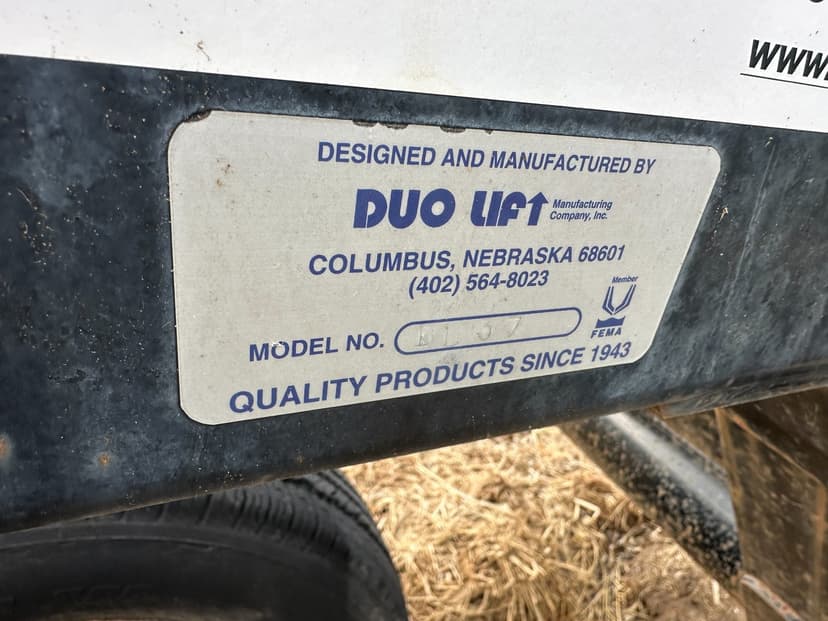 WWW.
DESIGNED AND MANUFACTURED BY
DUO LIFT Manufacturing
Company, Inc.
COLUMBUS, NEBRASKA 68601
(402) 564-8023
Member
FEMA
MODEL NO.
QUALITY PRODUCTS SINCE 1943